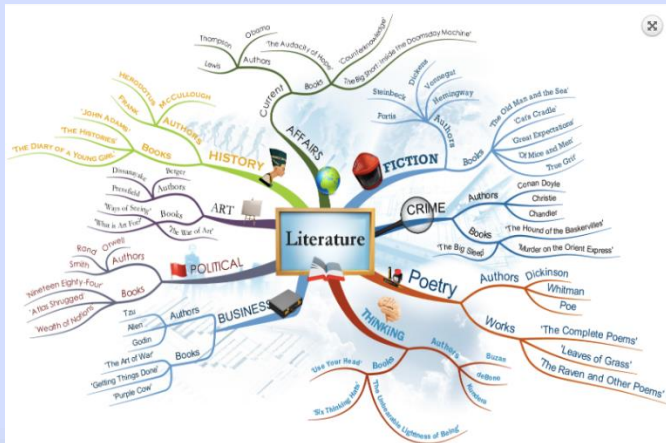 Literature
Current
AFFAIRS
Authors
Thompson
Obama
Lewis
Books
'The Audacity of Hope'
'Counterknowledge'
'The Big Short: Inside the Doomsday Machine'
FICTION
Authors
Steinbeck
Dickens
Vonnegut
Hemingway
Portis
Books
'The Old Man and the Sea'
'Cat's Cradle'
'Great Expectations'
'Of Mice and Men'
'True Grit'
CRIME
Authors
Conan Doyle
Christie
Chandler
Books
'The Hound of the Baskervilles'
'Murder on the Orient Express'
'The Big Sleep'
Poetry
Authors
Dickinson
Whitman
Poe
Works
'The Complete Poems'
'Leaves of Grass'
'The Raven and Other Poems'
THINKING
Authors
Buzan
deBono
Kundera
Books
'Use Your Head'
'Six Thinking Hats'
'The Unbearable Lightness of Being'
BUSINESS
Authors
Tzu
Allen
Godin
Books
'The Art of War'
'Getting Things Done'
'Purple Cow'
POLITICAL
Authors
Rand
Orwell
Smith
Books
'Nineteen Eighty-Four'
'Atlas Shrugged'
'Wealth of Nations'
ART
Authors
Dissanayake
Berger
Pressfield
Books
'Ways of Seeing'
'What is Art For?'
'The War of Art'
HISTORY
AUTHORS
HERODOTUS
FRANK
MCCULLOUGH
BOOKS
'JOHN ADAMS'
'THE HISTORIES'
'THE DIARY OF A YOUNG GIRL'